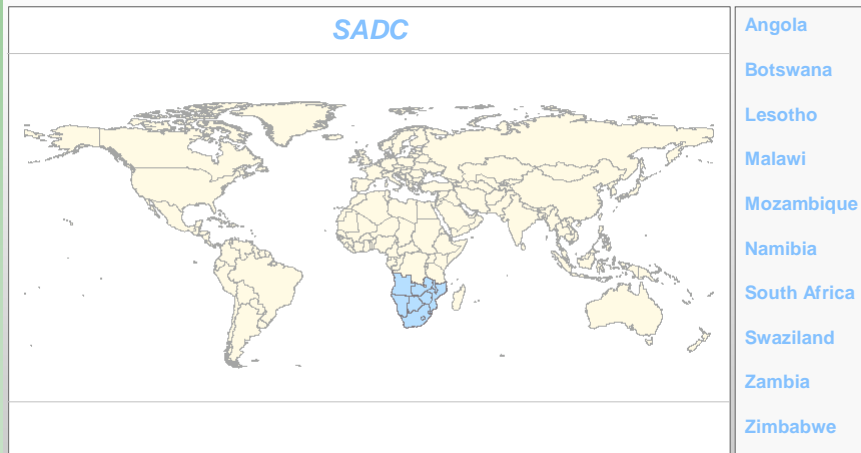 SADC
Angola
Botswana
Lesotho
Malawi
Mozambique
Namibia
South Africa
Swaziland
Zambia
Zimbabwe